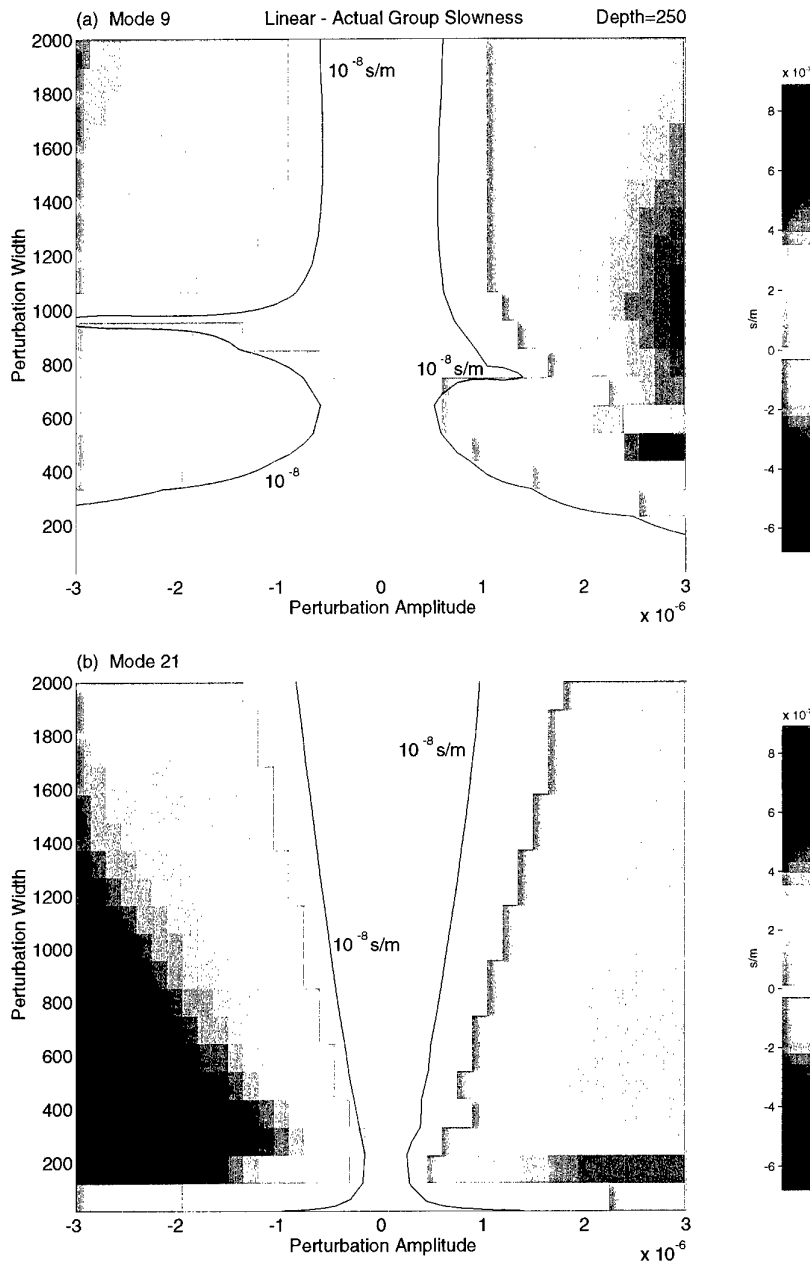 (a) Mode 9 Linear - Actual Group Slowness Depth=250
2000
1800
1600
1400
1200
1000
800
600
400
200
Perturbation Width
10 -8 s/m
10 -8 s/m
10 -8
-3 -2 -1 0 1 2 3
Perturbation Amplitude
x 10 -6
8
6
4
2
0
-2
-4
-6
s/m
(b) Mode 21
2000
1800
1600
1400
1200
1000
800
600
400
200
Perturbation Width
10 -8 s/m
10 -8 s/m
-3 -2 -1 0 1 2 3
Perturbation Amplitude
x 10 -6
8
6
4
2
0
-2
-4
-6
s/m